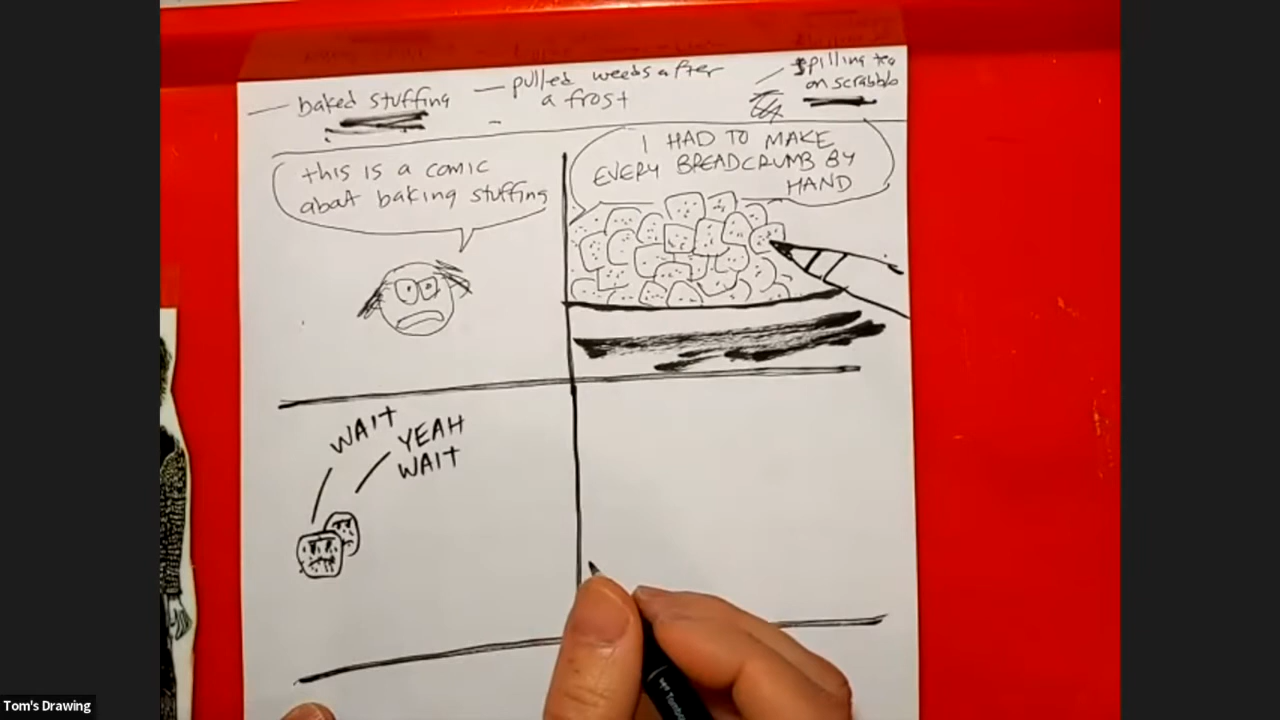 baked stuffing
pulled weeds after
a frost
spilling tea
on scrabble
this is a comic
about baking stuffing
I HAD TO MAKE
EVERY BREADCRUMB BY
HAND
WAIT
YEAH
WAIT
Tom's Drawing